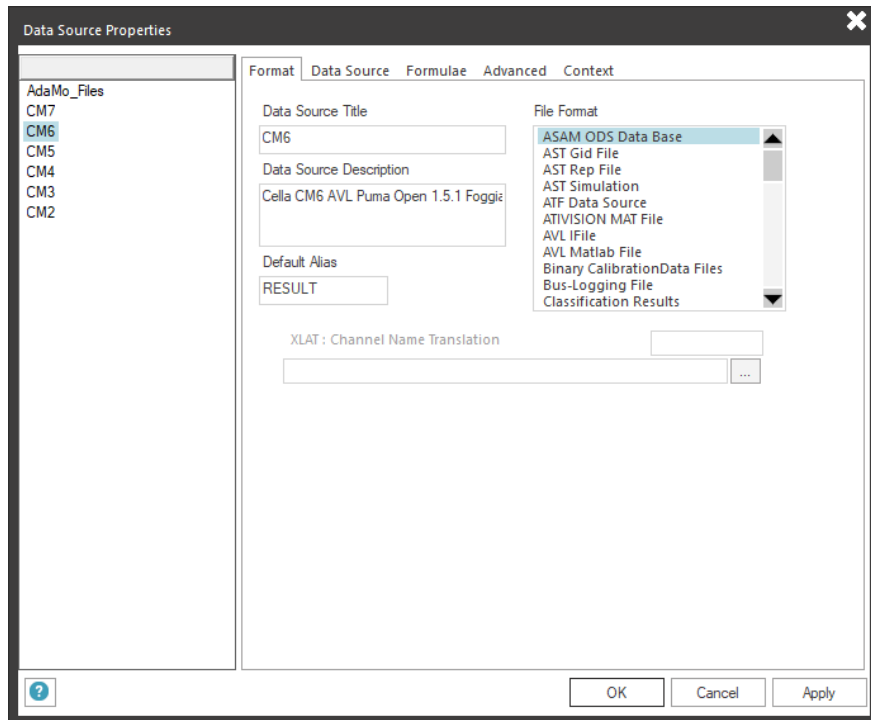 Data Source Properties
AdaMo_Files
CM7
CM6
CM5
CM4
CM3
CM2
Format Data Source Formulae Advanced Context
Data Source Title
CM6
Data Source Description
Cella CM6 AVL Puma Open 1.5.1 Foggia
Default Alias
RESULT
File Format
ASAM ODS Data Base
AST Gid File
AST Rep File
AST Simulation
ATF Data Source
ATIVISION MAT File
AVL IFile
AVL Matlab File
Binary CalibrationData Files
Bus-Logging File
Classification Results
XLAT : Channel Name Translation
...
?
OK Cancel Apply